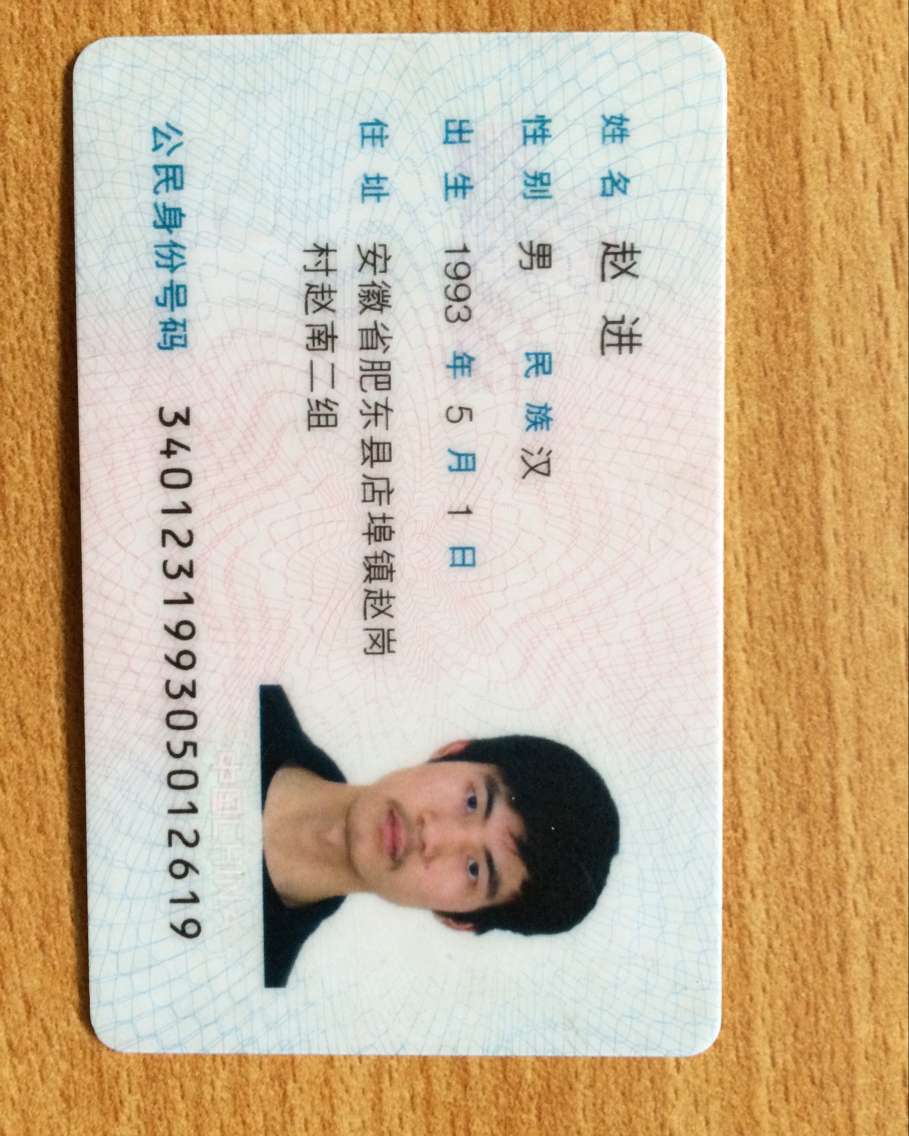 姓名 赵进
性别 男 民族 汉
出生 1993 年 5 月 1 日
住址 安徽省肥东县店埠镇赵岗
村赵南二组
公民身份号码 340123199305012619